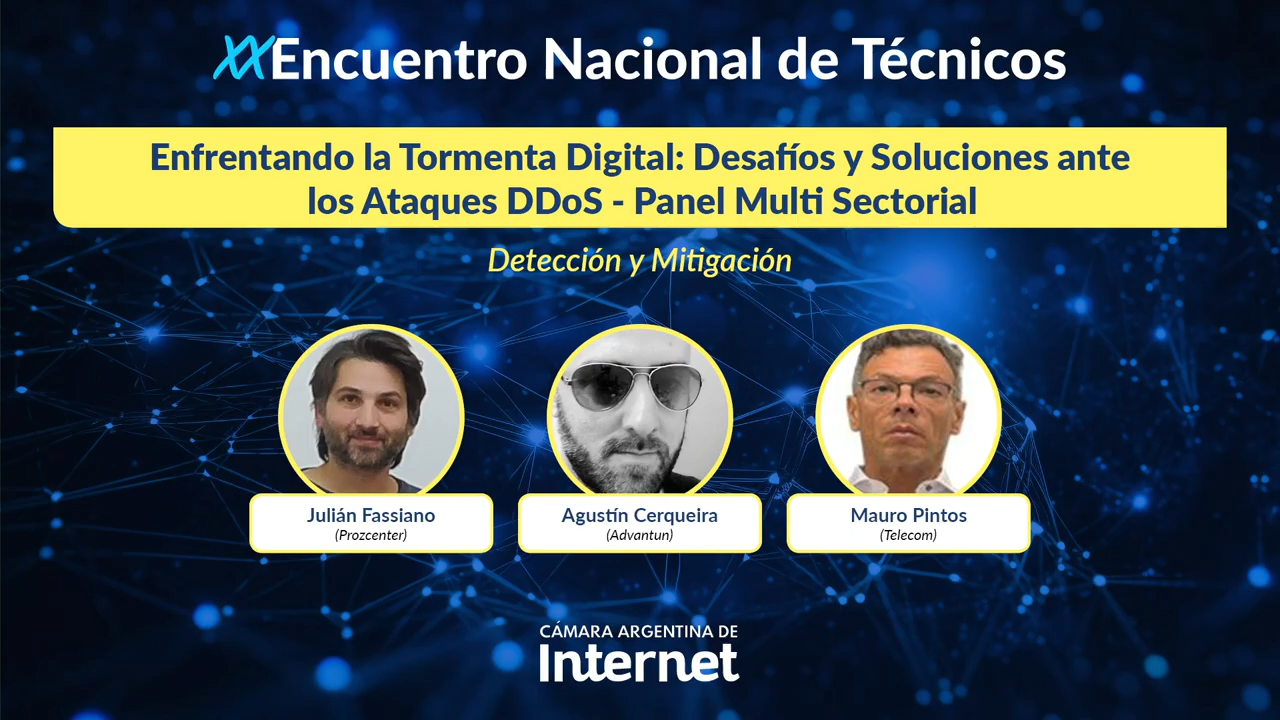 XX Encuentro Nacional de Técnicos
Enfrentando la Tormenta Digital: Desafíos y Soluciones ante
los Ataques DDoS - Panel Multi Sectorial
Detección y Mitigación
Julián Fassiano
(Prozcenter)
Agustín Cerqueira
(Advantun)
Mauro Pintos
(Telecom)
CÁMARA ARGENTINA DE
Internet